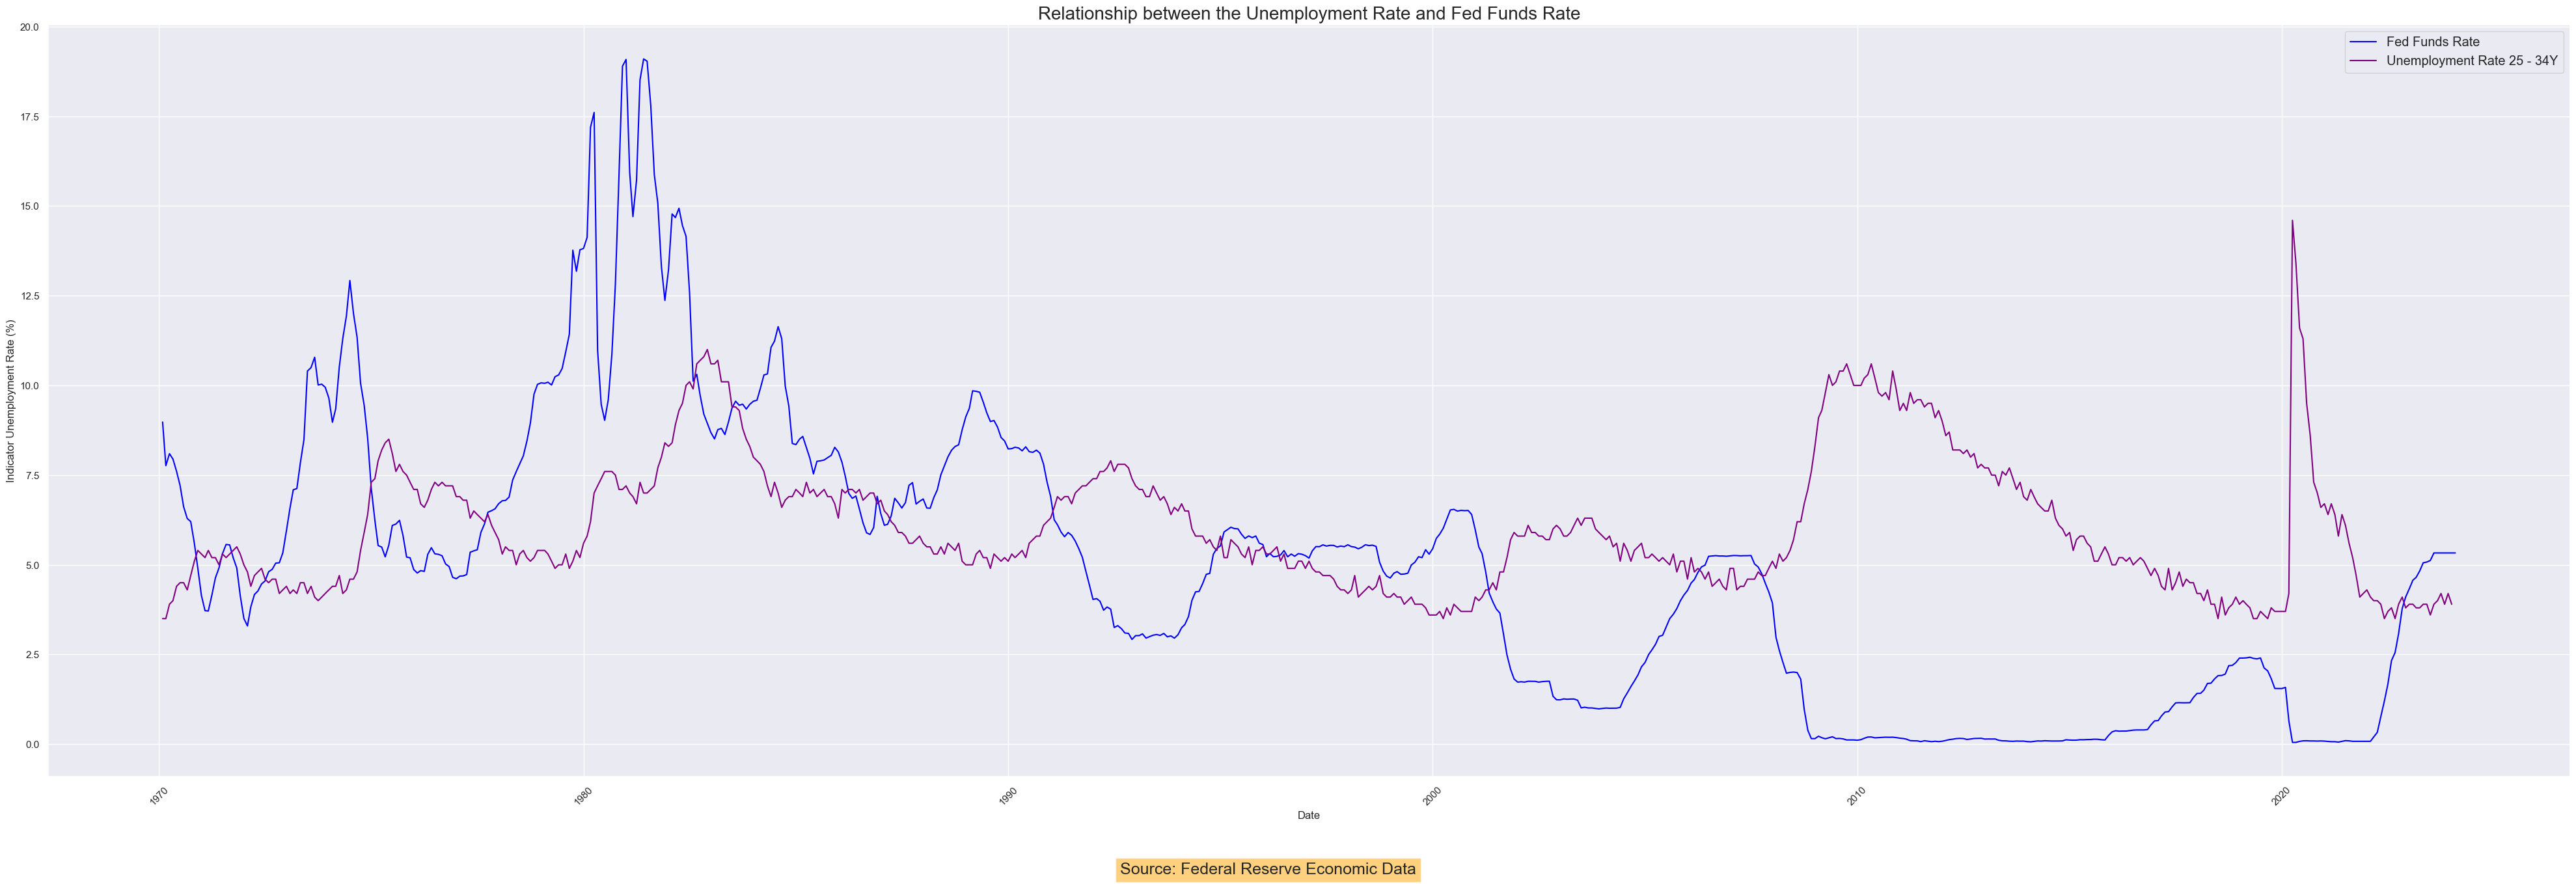 Relationship between the Unemployment Rate and Fed Funds Rate
Fed Funds Rate
Unemployment Rate 25 - 34Y
Indicator Unemployment Rate (%)
20.0
17.5
15.0
12.5
10.0
7.5
5.0
2.5
0.0
1970
1980
1990
2000
2010
2020
Date
Source: Federal Reserve Economic Data